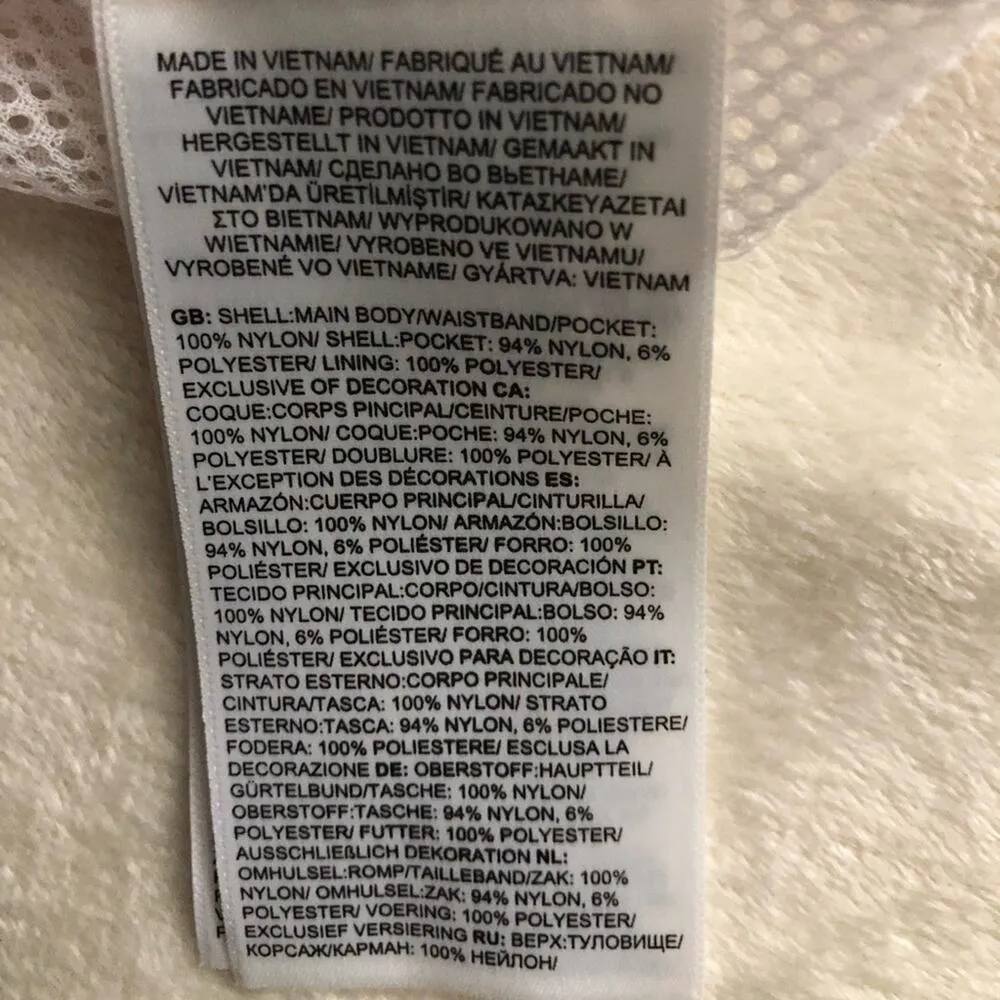 MADE IN VIETNAM/ FABRIQUÉ AU VIETNAM/
FABRICADO EN VIETNAM/ FABRICADO NO
VIETNAME/ PRODOTTO IN VIETNAM/
HERGESTELLT IN VIETNAM/ GEMAAKT IN
VIETNAM/ СДЕЛАНО ВО ВЬЕТНАМЕ/
VİETNAM'DA ÜRETİLMİŞTİR/ ΚΑΤΑΣΚΕΥΑΖΕΤΑΙ
ΣΤΟ ΒΙΕΤΝΑΜ/ WYPRODUKOWANO W
WIETNAMIE/ VYROBENO VE VIETNAMU/
VYROBENÉ VO VIETNAME/ GYÁRTVA: VIETNAM
GB: SHELL:MAIN BODY/WAISTBAND/POCKET:
100% NYLON/ SHELL:POCKET: 94% NYLON, 6%
POLYESTER/ LINING: 100% POLYESTER/
EXCLUSIVE OF DECORATION CA:
COQUE:CORPS PINCIPAL/CEINTURE/POCHE:
100% NYLON/ COQUE:POCHE: 94% NYLON, 6%
POLYESTER/ DOUBLURE: 100% POLYESTER/ À
L'EXCEPTION DES DÉCORATIONS ES:
ARMAZÓN:CUERPO PRINCIPAL/CINTURILLA/
BOLSILLO: 100% NYLON/ ARMAZÓN:BOLSILLO:
94% NYLON, 6% POLIÉSTER/ FORRO: 100%
POLIÉSTER/ EXCLUSIVO DE DECORACIÓN PT:
TECIDO PRINCIPAL:CORPO/CINTURA/BOLSO:
100% NYLON/ TECIDO PRINCIPAL:BOLSO: 94%
NYLON, 6% POLIÉSTER/ FORRO: 100%
POLIÉSTER/ EXCLUSIVO PARA DECORAÇÃO IT:
STRATO ESTERNO:CORPO PRINCIPALE/
CINTURA/TASCA: 100% NYLON/ STRATO
ESTERNO:TASCA: 94% NYLON, 6% POLIESTERE/
FODERA: 100% POLIESTERE/ ESCLUSA LA
DECORAZIONE DE: OBERSTOFF:HAUPTTEIL/
GÜRTELBUND/TASCHE: 100% NYLON/
OBERSTOFF:TASCHE: 94% NYLON, 6%
POLYESTER/ FUTTER: 100% POLYESTER/
AUSSCHLIEßLICH DEKORATION NL:
OMHULSEL:ROMP/TAILLEBAND/ZAK: 100%
NYLON/ OMHULSEL:ZAK: 94% NYLON, 6%
POLYESTER/ VOERING: 100% POLYESTER/
EXCLUSIEF VERSIERING RU: ВЕРХ:ТУЛОВИЩЕ/
КОРСАЖ/КАРМАН: 100% НЕЙЛОН/